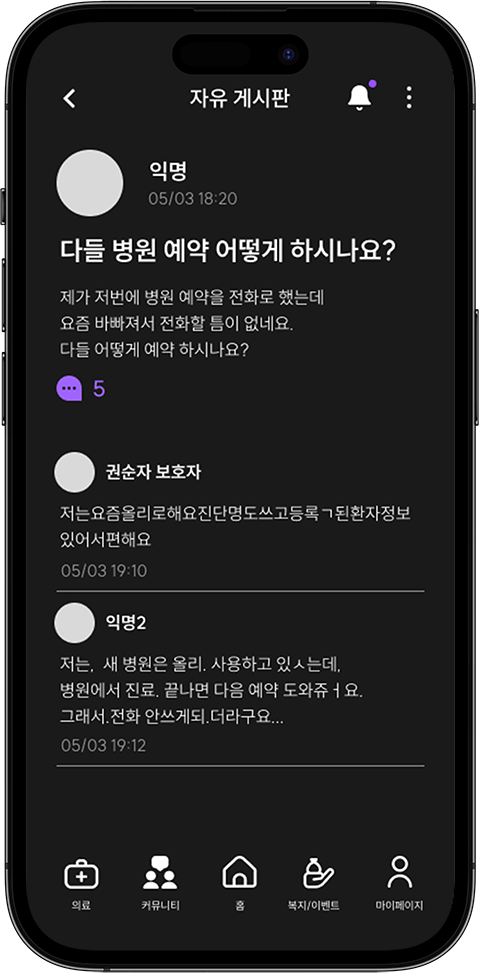 자유 게시판
익명
05/03 18:20
다들 병원 예약 어떻게 하시나요?
제가 저번에 병원 예약을 전화로 했는데
요즘 바빠져서 전화할 틈이 없네요.
다들 어떻게 예약 하시나요?
5
권순자 보호자
저는요즘올리로해요진단명도쓰고등록ㄱ된환자정보
있어서편해요
05/03 19:10
익명2
저는,  새 병원은 올리. 사용하고 있ㅅ는데,
병원에서 진료. 끝나면 다음 예약 도와쥬ㅓ요.
그래서.전화 안쓰게되.더라구요...
05/03 19:12
의료 커뮤니티 홈 복지/이벤트 마이페이지